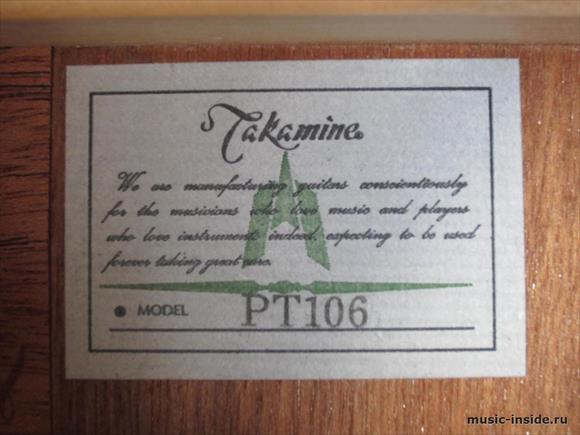 Takamine®
We are manufacturing guitars conscientiously
for the musicians who love music and players
who love instruments indeed, expecting to be used
forever taking great care.
● MODEL PT106
music-inside.ru